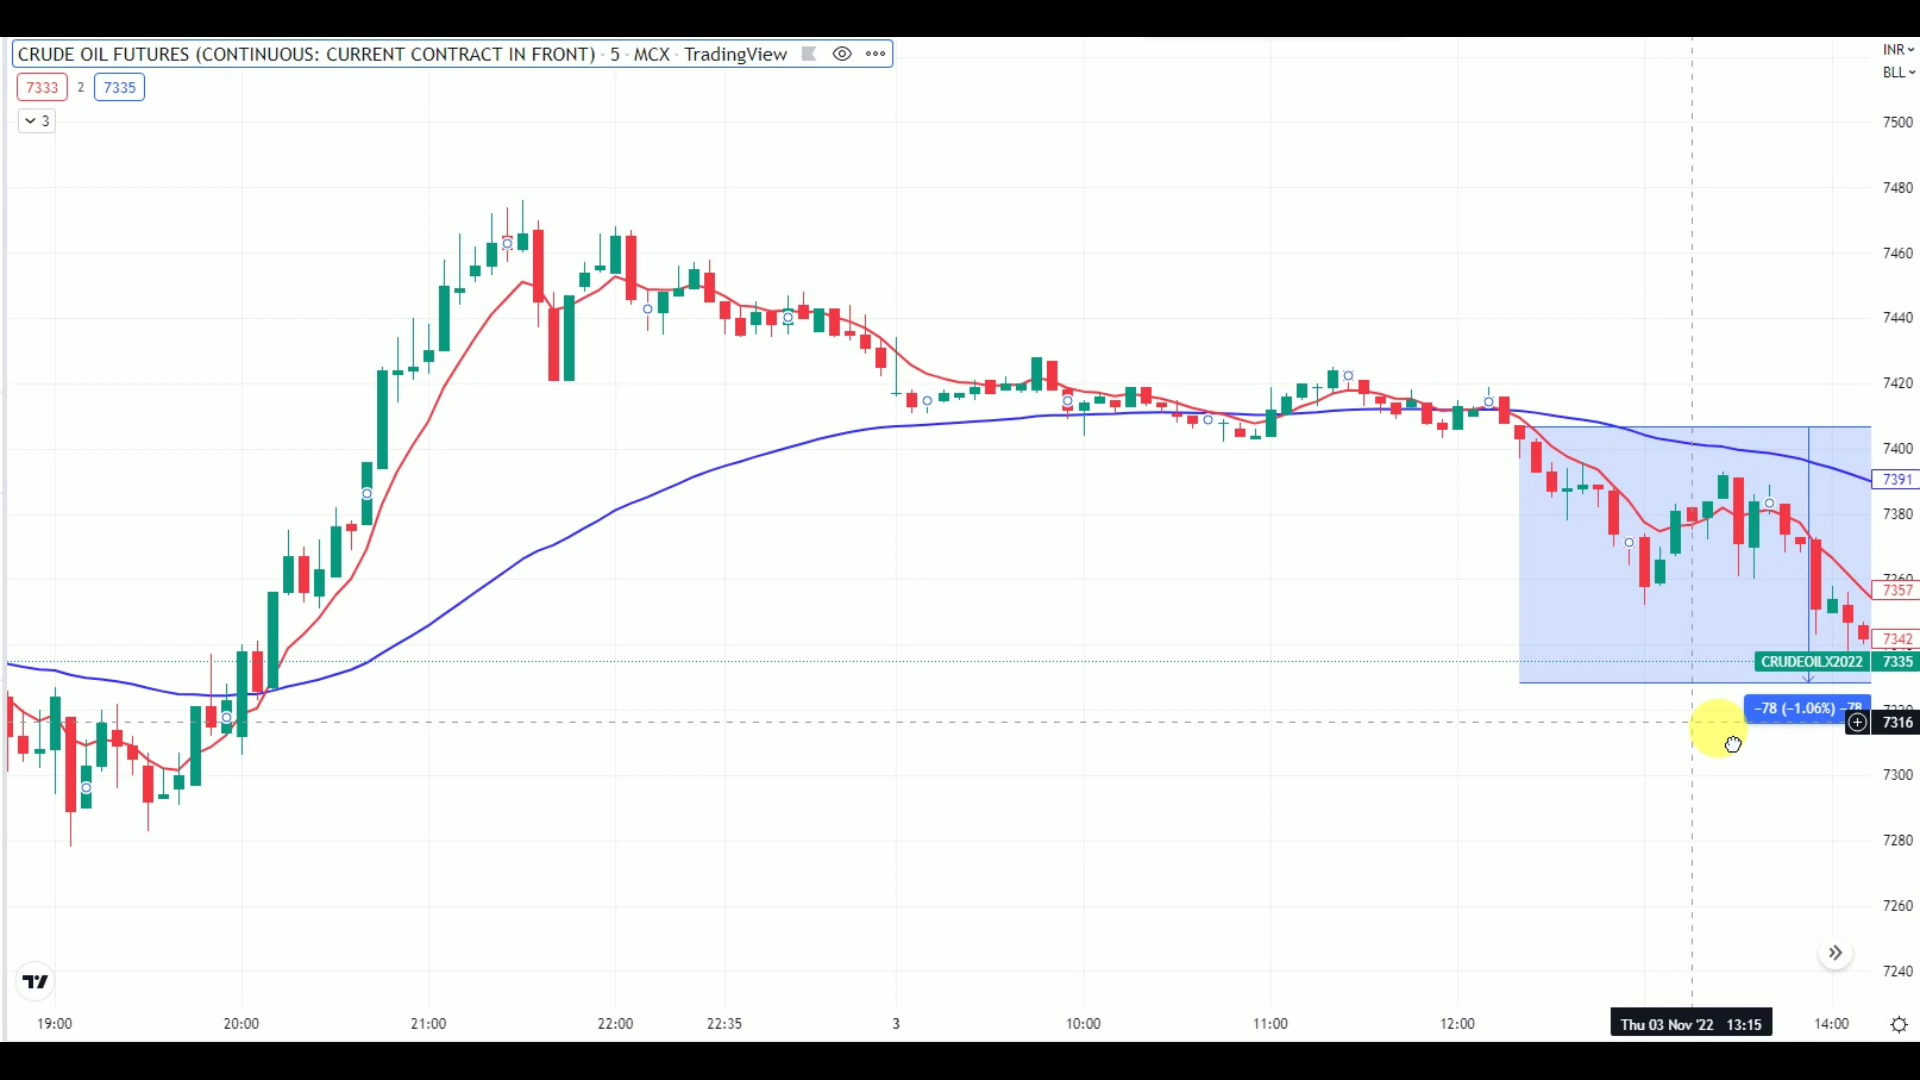 CRUDE OIL FUTURES (CONTINUOUS: CURRENT CONTRACT IN FRONT) · 5 · MCX · TradingView
INR
BLL
7333 2 7335
3
7500
7480
7460
7440
7420
7400
7391
7380
7357
7342
CRUDEOILX2022 7335
−78 (−1.06%) −78
7316
7300
7280
7260
7240
19:00 20:00 21:00 22:00 22:35 3 10:00 11:00 12:00 Thu 03 Nov '22 13:15 14:00